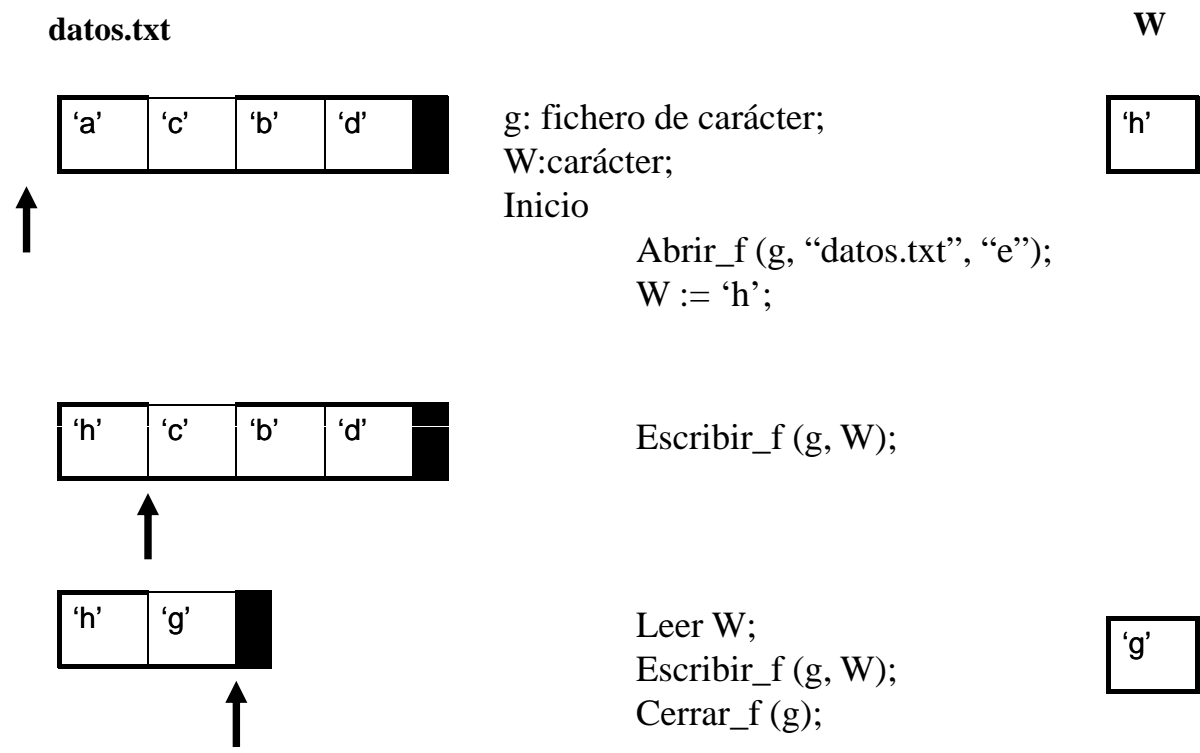 datos.txt W
‘a’ ‘c’ ‘b’ ‘d’ g: fichero de carácter; ‘h’
W:carácter;
Inicio
Abrir_f (g, “datos.txt”, “e”);
W := ‘h’;
‘h’ ‘c’ ‘b’ ‘d’ Escribir_f (g, W);
‘h’ ‘g’ Leer W; ‘g’
Escribir_f (g, W);
Cerrar_f (g);